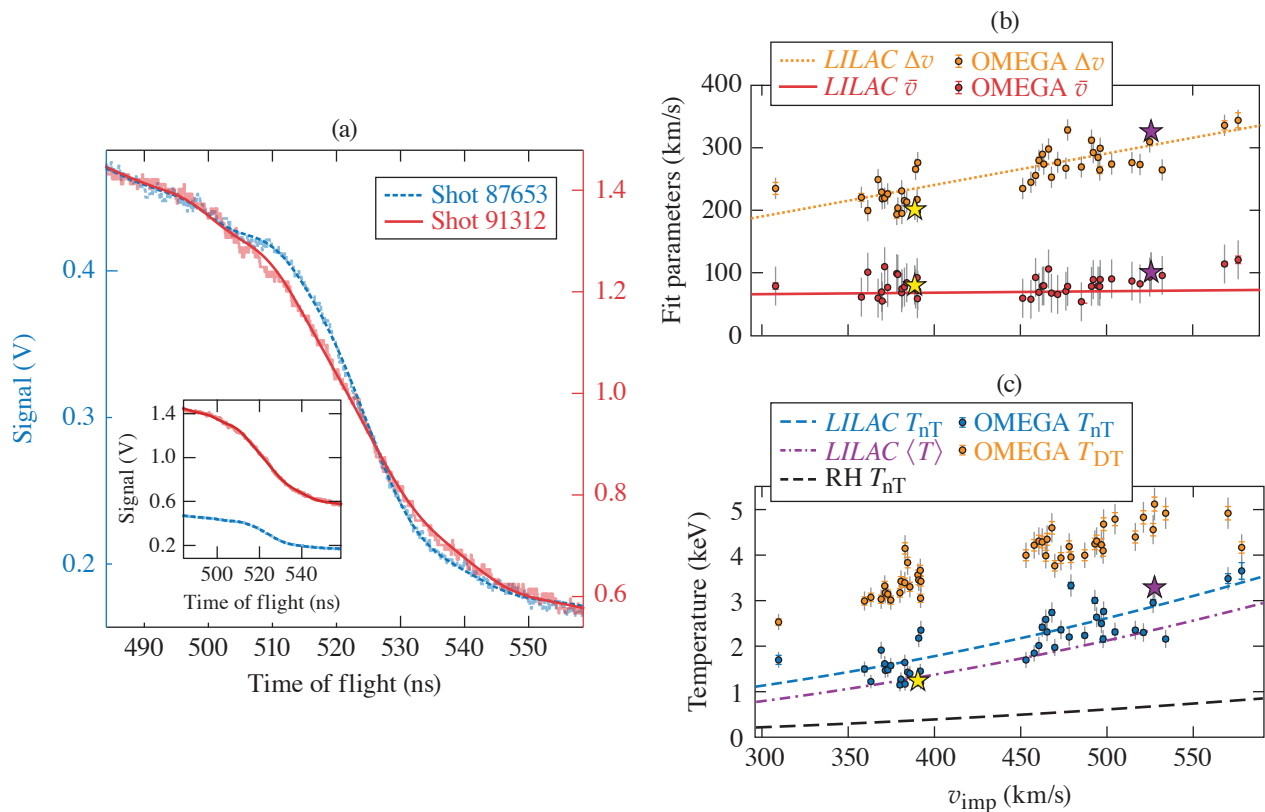 (a)
Signal (V)
0.4
0.3
0.2
Shot 87653
Shot 91312
1.4
1.2
1.0
0.8
0.6
Signal (V)
1.4
1.0
0.6
0.2
500 520 540
Time of flight (ns)
490 500 510 520 530 540 550
Time of flight (ns)
(b)
LILAC Δv OMEGA Δv
LILAC v̄ OMEGA v̄
Fit parameters (km/s)
400
300
200
100
0
(c)
LILAC TnT OMEGA TnT
LILAC ⟨T⟩ OMEGA TDT
RH TnT
Temperature (keV)
5
4
3
2
1
0
300 350 400 450 500 550
vimp (km/s)